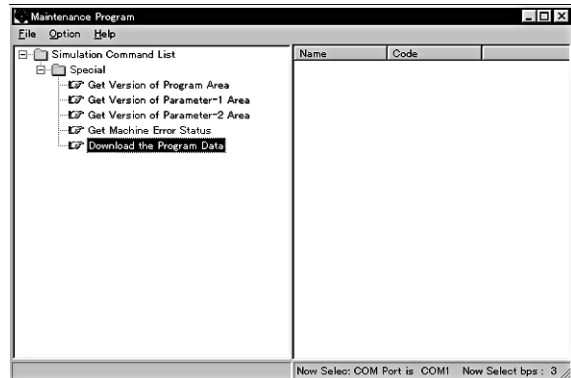 Maintenance Program
File Option Help
Simulation Command List
Special
Get Version of Program Area
Get Version of Parameter-1 Area
Get Version of Parameter-2 Area
Get Machine Error Status
Download the Program Data
Name Code
Now Selec: COM Port is COM1 Now Select bps : 3